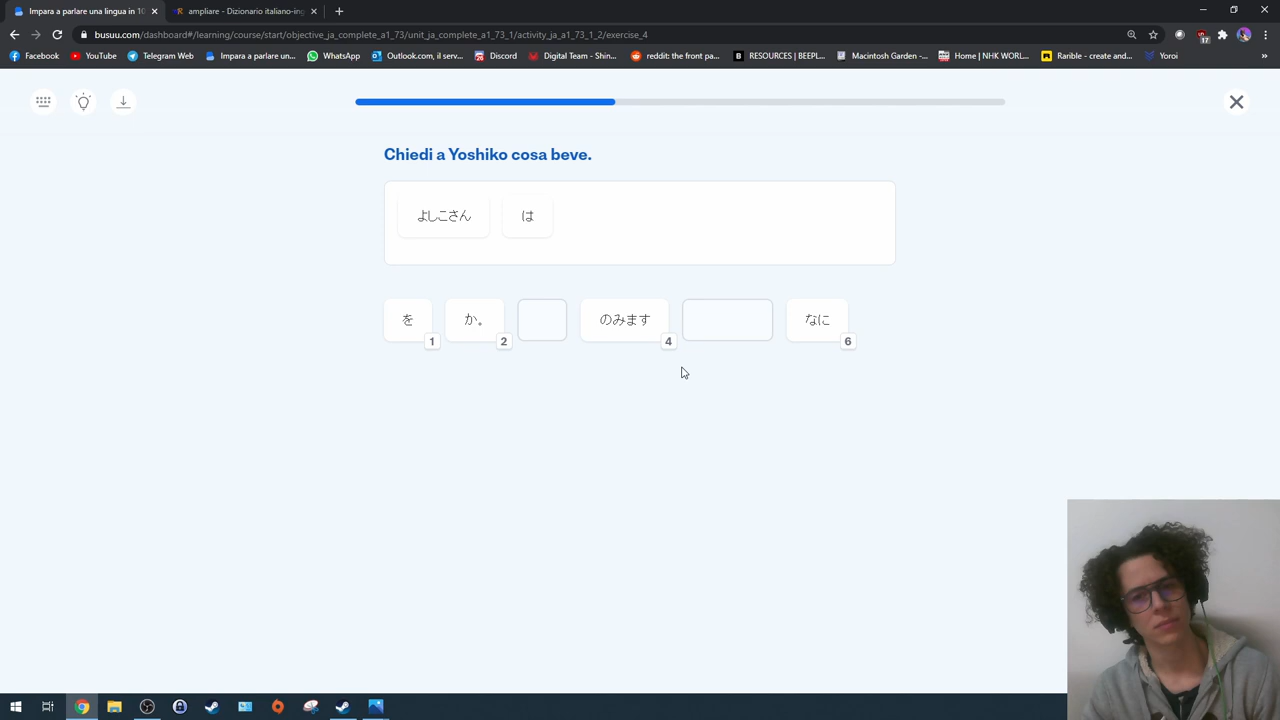 Impara a parlare una lingua in 10
ampliare - Dizionario italiano-ing
busuu.com/dashboard#/learning/course/start/objective_ja_complete_a1_73/unit_ja_complete_a1_73_1/activity_ja_a1_73_1_2/exercise_4
17
Facebook YouTube Telegram Web Impara a parlare un... WhatsApp Outlook.com, il serv... Discord Digital Team - Shin... reddit: the front pa... RESOURCES | BEEPL... Macintosh Garden -... Home | NHK WORL... Rarible - create and... Yoroi »
Chiedi a Yoshiko cosa beve.
よしこさん は
を か。 のみます なに
1 2 4 6